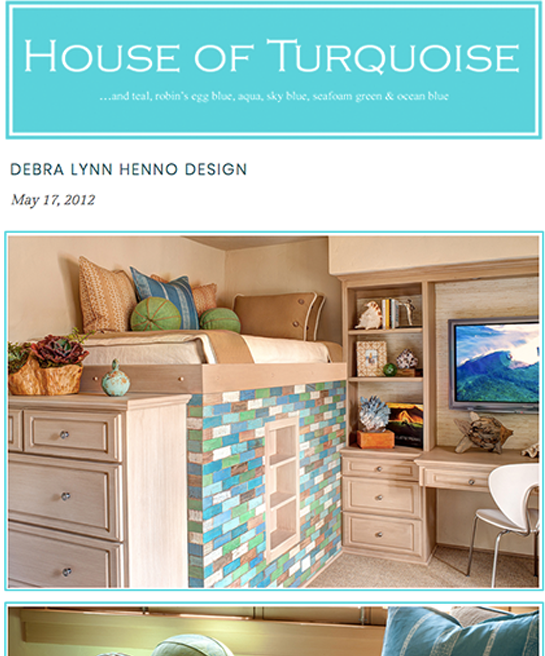 HOUSE OF TURQUOISE
...and teal, robin's egg blue, aqua, sky blue, seafoam green & ocean blue
DEBRA LYNN HENNO DESIGN
May 17, 2012